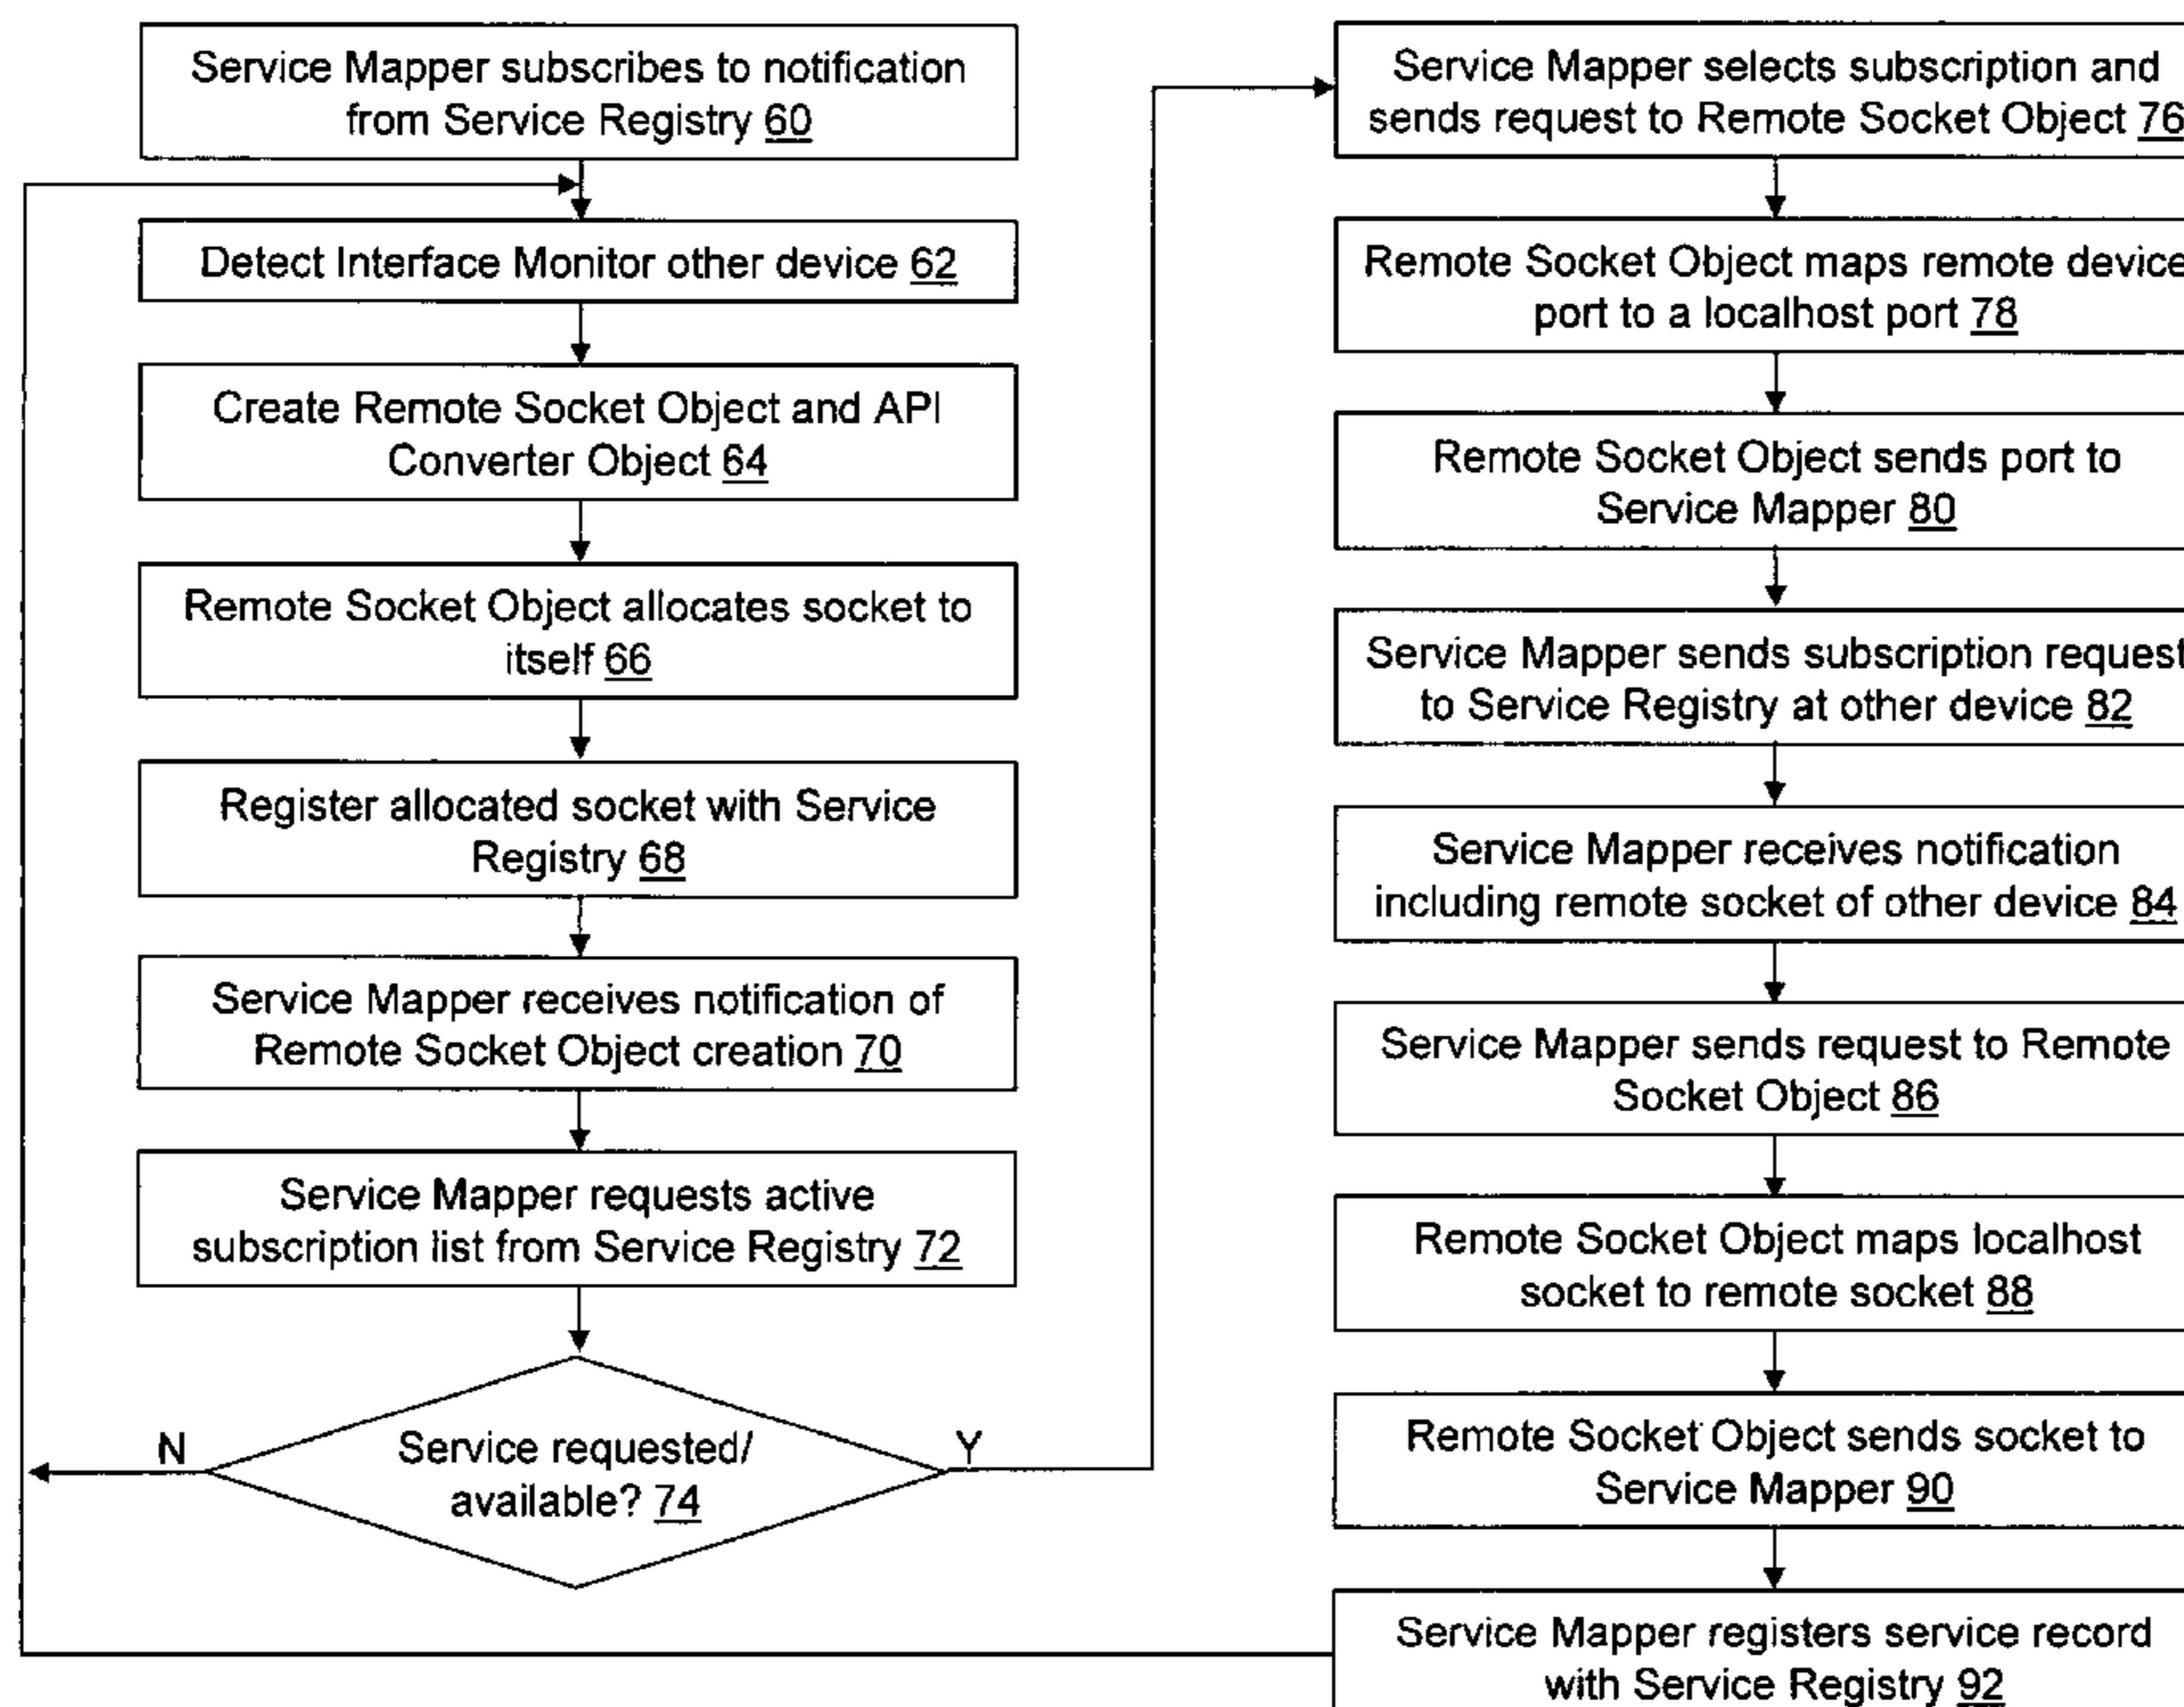 Service Mapper subscribes to notification
from Service Registry 60
Detect Interface Monitor other device 62
Create Remote Socket Object and API
Converter Object 64
Remote Socket Object allocates socket to
itself 66
Register allocated socket with Service
Registry 68
Service Mapper receives notification of
Remote Socket Object creation 70
Service Mapper requests active
subscription list from Service Registry 72
N
Service requested/
available? 74
Y
Service Mapper selects subscription and
sends request to Remote Socket Object 76
Remote Socket Object maps remote device
port to a localhost port 78
Remote Socket Object sends port to
Service Mapper 80
Service Mapper sends subscription request
to Service Registry at other device 82
Service Mapper receives notification
including remote socket of other device 84
Service Mapper sends request to Remote
Socket Object 86
Remote Socket Object maps localhost
socket to remote socket 88
Remote Socket Object sends socket to
Service Mapper 90
Service Mapper registers service record
with Service Registry 92